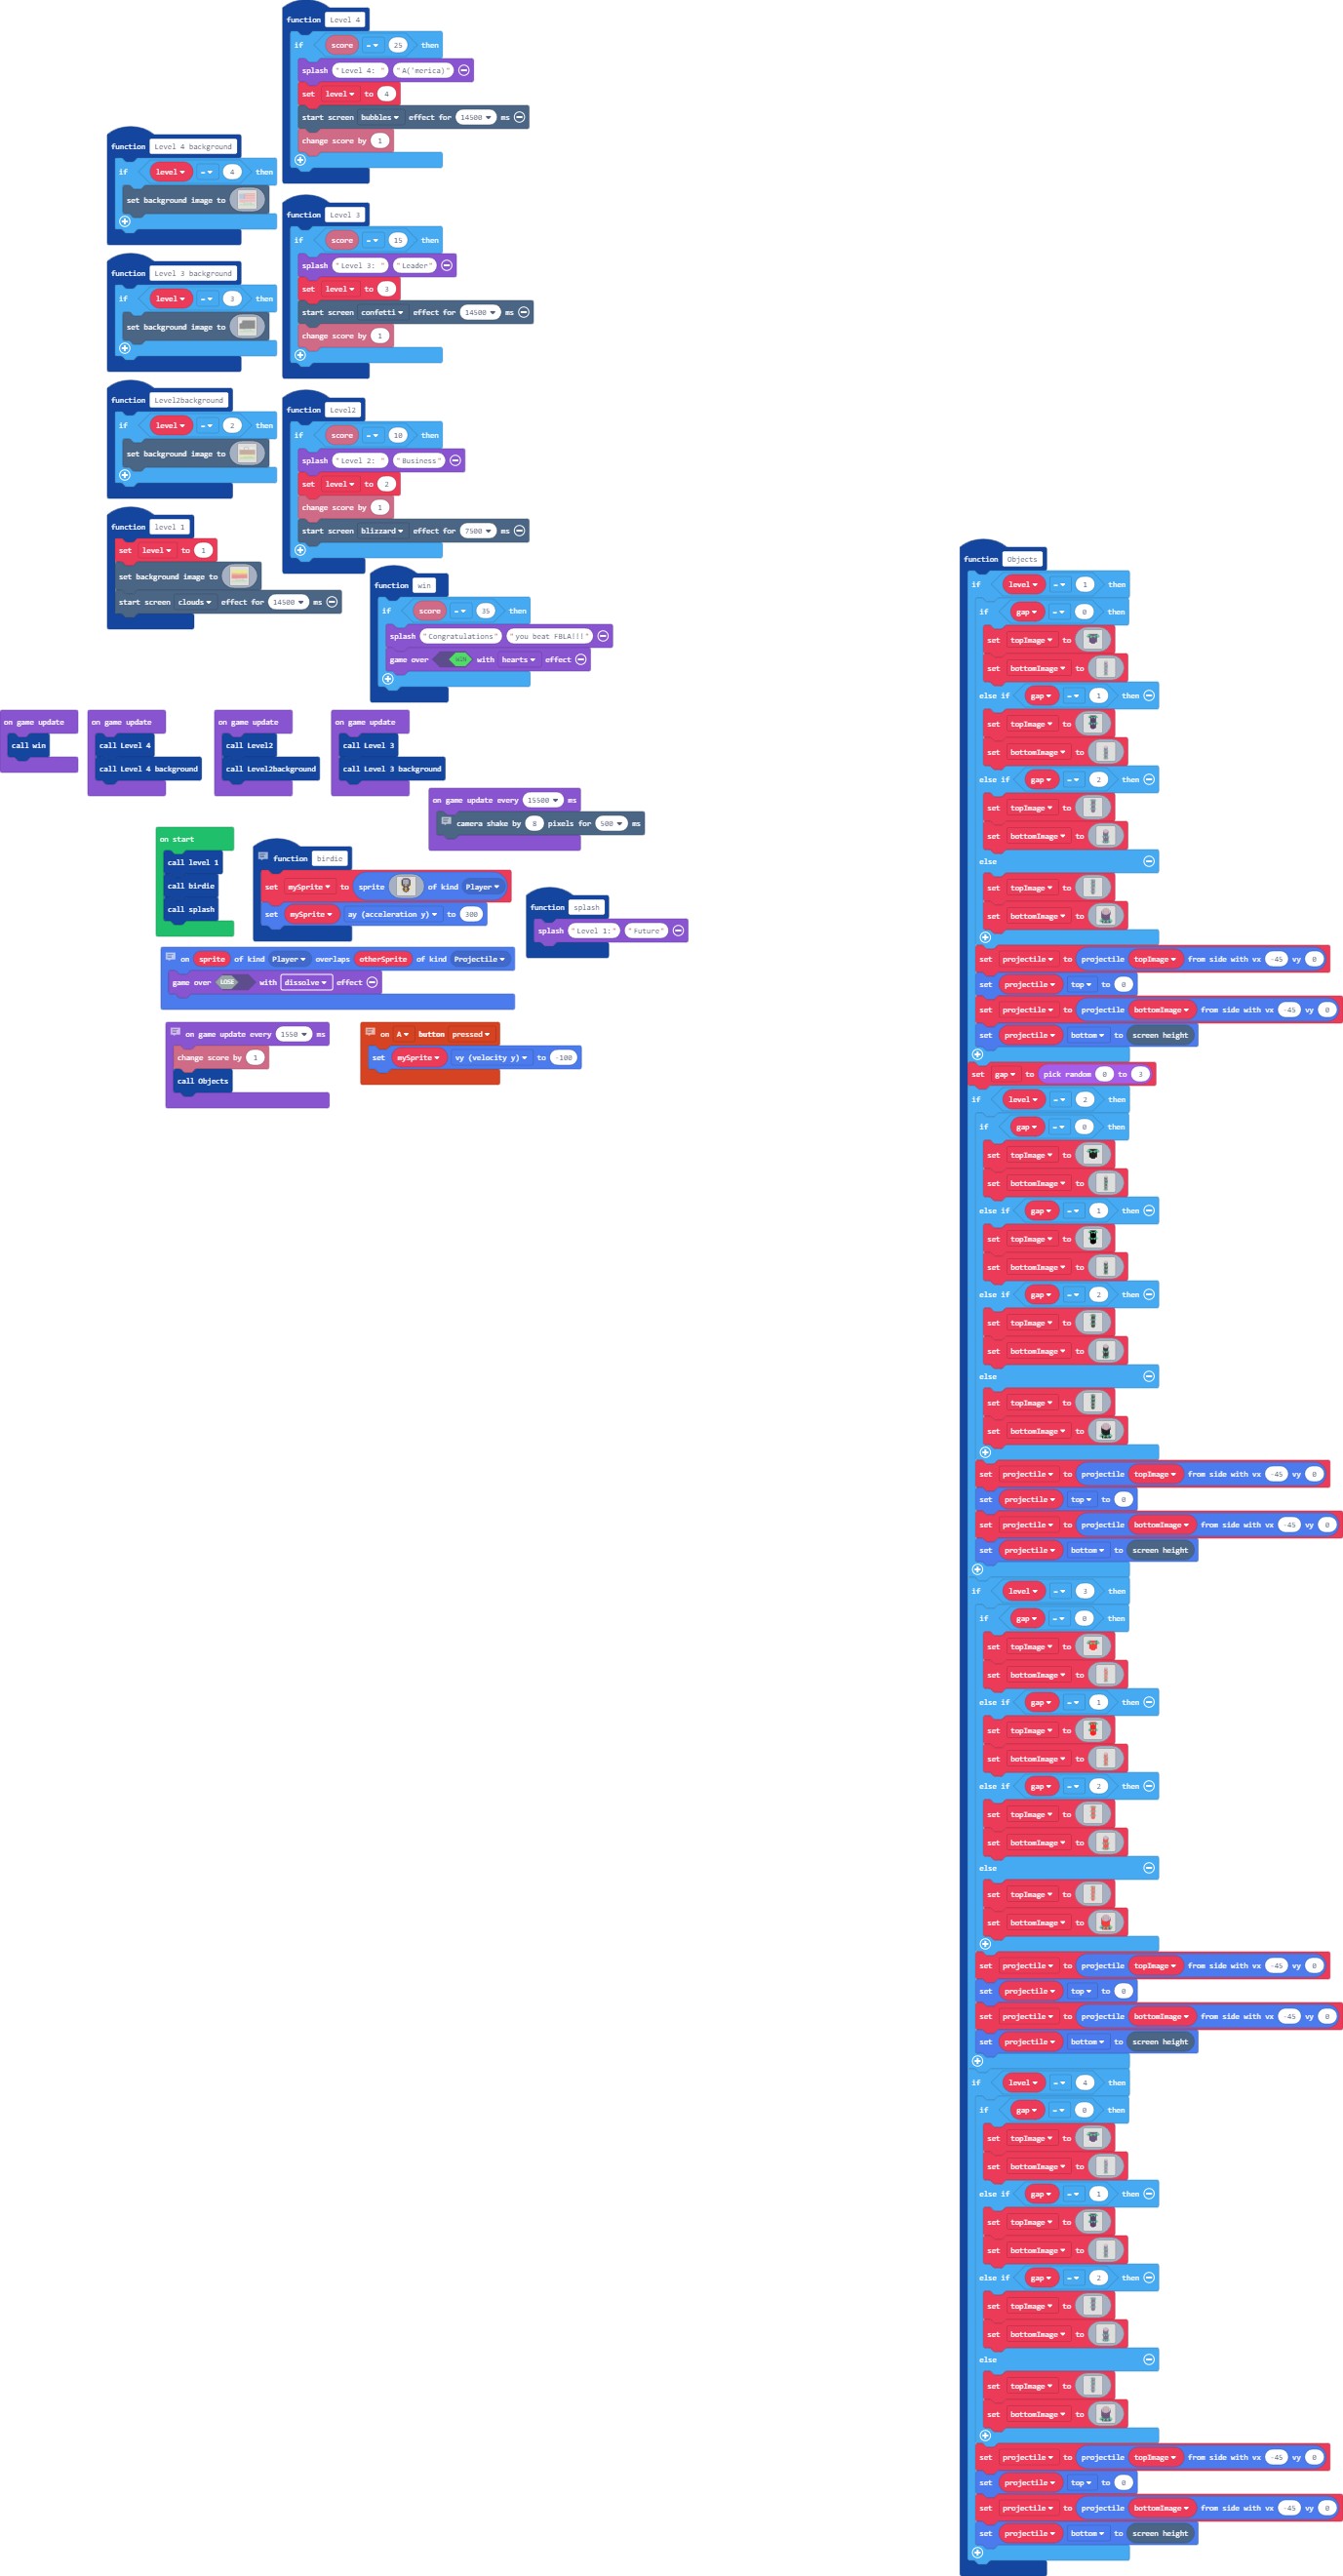 function Level 4
if score = 25 then
splash "Level 4: " "A('merica)"
set level to 4
start screen bubbles effect for 14500 ms
change score by 1
function Level 4 background
if level = 4 then
set background image to
function Level 3
if score = 15 then
splash "Level 3: " "Leader"
set level to 3
start screen confetti effect for 14500 ms
change score by 1
function Level 3 background
if level = 3 then
set background image to
function Level2background
if level = 2 then
set background image to
function Level2
if score = 10 then
splash "Level 2: " "Business"
set level to 2
change score by 1
start screen blizzard effect for 7500 ms
function level 1
set level to 1
set background image to
start screen clouds effect for 14500 ms
function win
if score = 35 then
splash "Congratulations" "you beat FBLA!!!"
game over WIN with hearts effect
on game update
call win
on game update
call Level 4
call Level 4 background
on game update
call Level2
call Level2background
on game update
call Level 3
call Level 3 background
on game update every 15500 ms
camera shake by 8 pixels for 500 ms
on start
call level 1
call birdie
call splash
function birdie
set mySprite to sprite of kind Player
set mySprite ay (acceleration y) to 300
function splash
splash "Level 1:" "Future"
on sprite of kind Player overlaps otherSprite of kind Projectile
game over LOSE with dissolve effect
on game update every 1550 ms
change score by 1
call Objects
on A button pressed
set mySprite vy (velocity y) to -100
function Objects
if level = 1 then
if gap = 0 then
set topImage to
set bottomImage to
else if gap = 1 then
set topImage to
set bottomImage to
else if gap = 2 then
set topImage to
set bottomImage to
else
set topImage to
set bottomImage to
set projectile to projectile topImage from side with vx -45 vy 0
set projectile top to 0
set projectile to projectile bottomImage from side with vx -45 vy 0
set projectile bottom to screen height
set gap to pick random 0 to 3
if level = 2 then
if gap = 0 then
set topImage to
set bottomImage to
else if gap = 1 then
set topImage to
set bottomImage to
else if gap = 2 then
set topImage to
set bottomImage to
else
set topImage to
set bottomImage to
set projectile to projectile topImage from side with vx -45 vy 0
set projectile top to 0
set projectile to projectile bottomImage from side with vx -45 vy 0
set projectile bottom to screen height
if level = 3 then
if gap = 0 then
set topImage to
set bottomImage to
else if gap = 1 then
set topImage to
set bottomImage to
else if gap = 2 then
set topImage to
set bottomImage to
else
set topImage to
set bottomImage to
set projectile to projectile topImage from side with vx -45 vy 0
set projectile top to 0
set projectile to projectile bottomImage from side with vx -45 vy 0
set projectile bottom to screen height
if level = 4 then
if gap = 0 then
set topImage to
set bottomImage to
else if gap = 1 then
set topImage to
set bottomImage to
else if gap = 2 then
set topImage to
set bottomImage to
else
set topImage to
set bottomImage to
set projectile to projectile topImage from side with vx -45 vy 0
set projectile top to 0
set projectile to projectile bottomImage from side with vx -45 vy 0
set projectile bottom to screen height